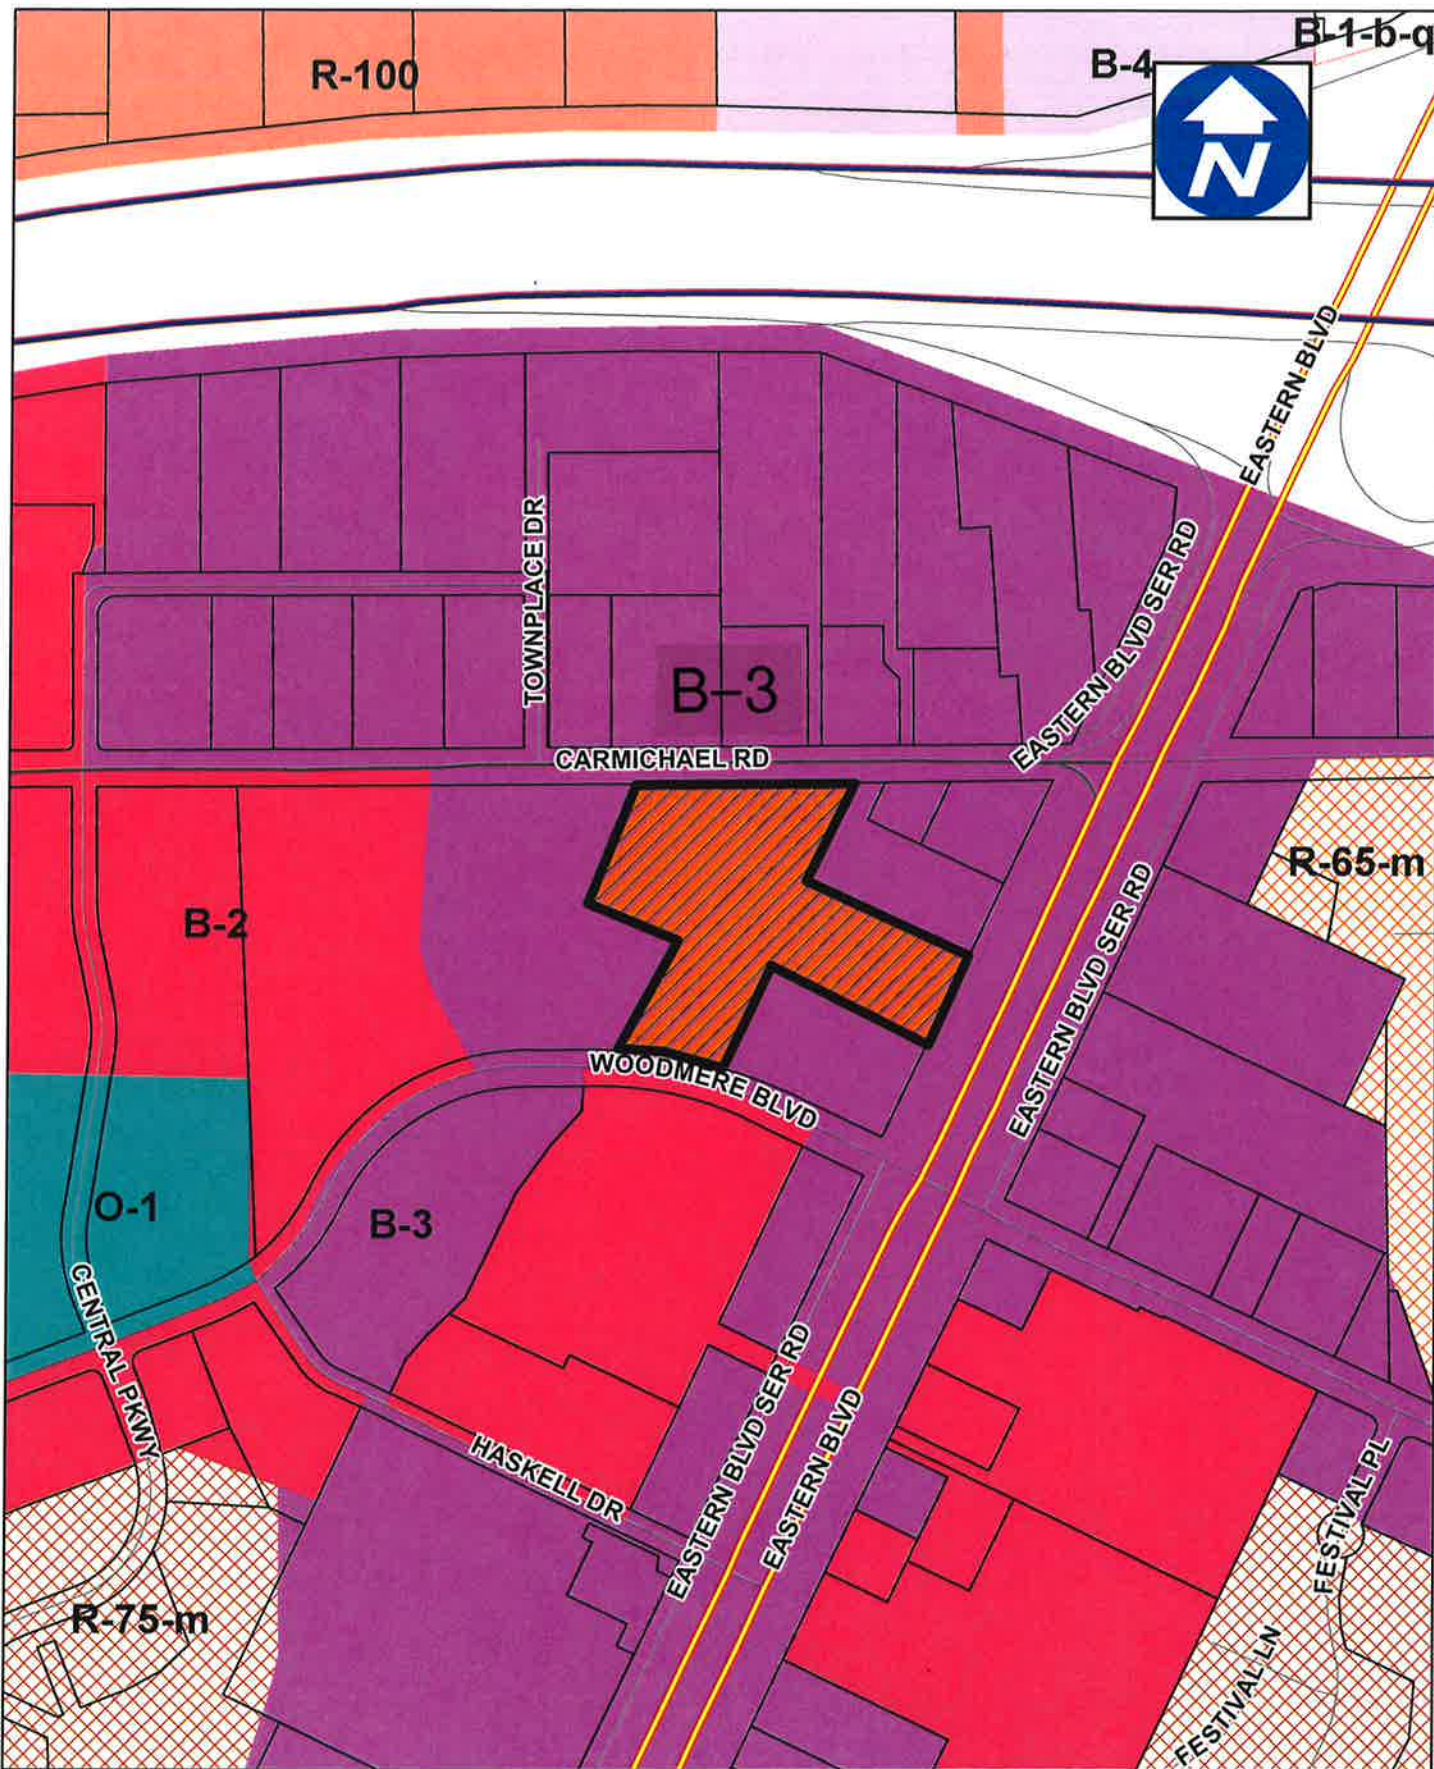 B-1-b-q
R-100
B-4
N
EASTERN BLVD
TOWNPLACE DR
EASTERN BLVD SER RD
B-3
CARMICHAEL RD
R-65-m
B-2
EASTERN BLVD SER RD
WOODMERE BLVD
O-1
B-3
CENTRAL PKWY
EASTERN BLVD SER RD
EASTERN BLVD
HASKELL DR
FESTIVAL PL
R-75-m
FESTIVAL LN